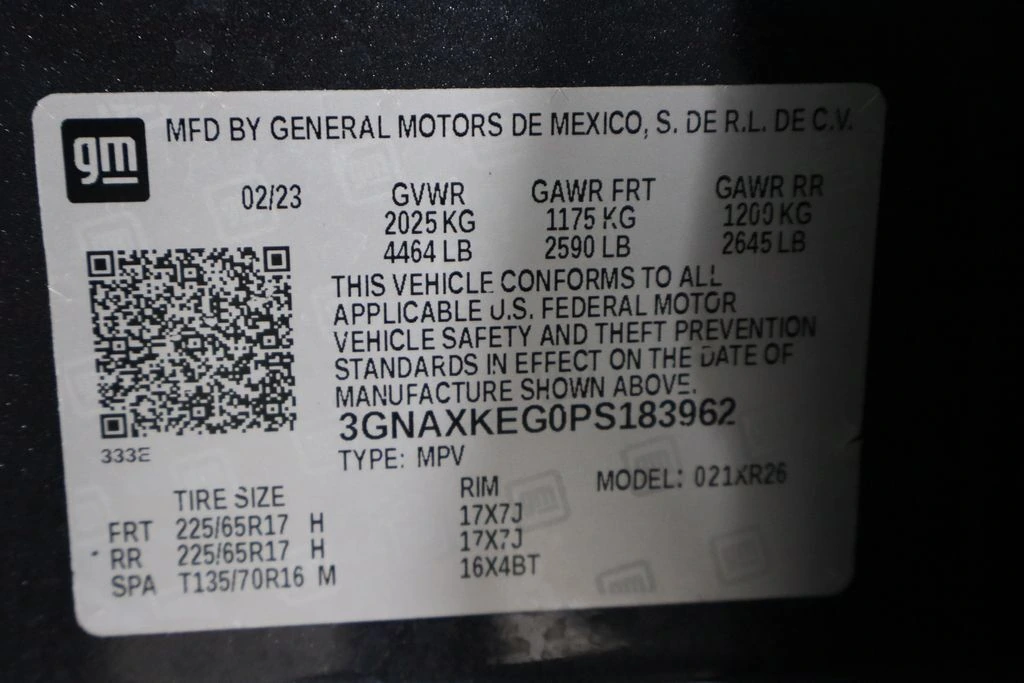 gm
MFD BY GENERAL MOTORS DE MEXICO, S. DE R.L. DE C.V.
02/23 GVWR GAWR FRT GAWR RR
2025 KG 1175 KG 1200 KG
4464 LB 2590 LB 2645 LB
THIS VEHICLE CONFORMS TO ALL
APPLICABLE U.S. FEDERAL MOTOR
VEHICLE SAFETY AND THEFT PREVENTION
STANDARDS IN EFFECT ON THE DATE OF
MANUFACTURE SHOWN ABOVE.
3GNAXKEG0PS183962
333E
TYPE: MPV
MODEL: 021XR26
TIRE SIZE RIM
FRT 225/65R17 H 17X7J
RR 225/65R17 H 17X7J
SPA T135/70R16 M 16X4BT